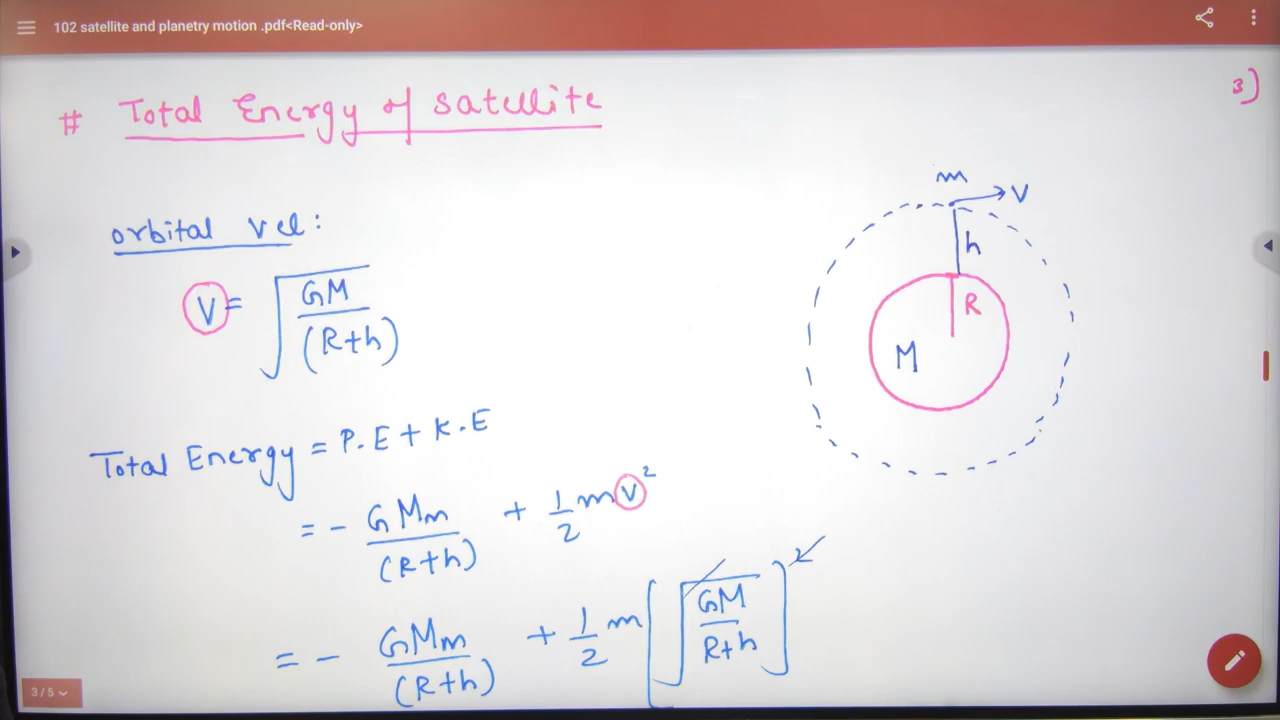 102 satellite and planetry motion .pdf<Read-only>
3)
# Total Energy of satellite
m
V
h
R
M
orbital vel:
V = √(GM/(R+h))
Total Energy = P.E + K.E
= - GMm/(R+h) + 1/2 mV²
= - GMm/(R+h) + 1/2 m [√(GM/R+h)]²
3/5